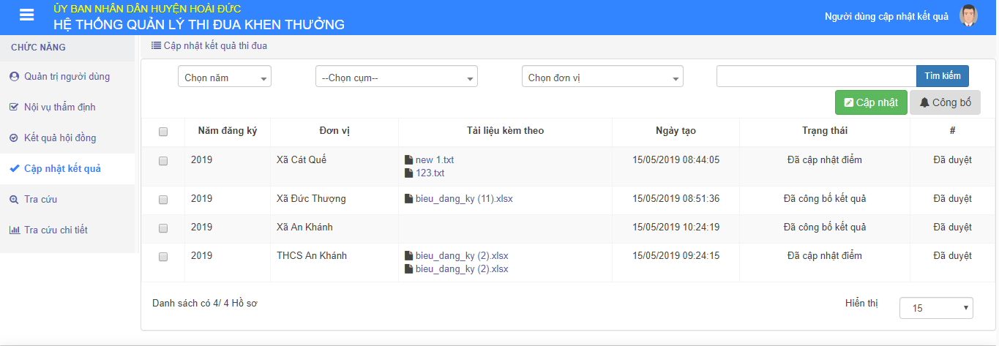 ỦY BAN NHÂN DÂN HUYỆN HOÀI ĐỨC
HỆ THỐNG QUẢN LÝ THI ĐUA KHEN THƯỞNG
Người dùng cập nhật kết quả
CHỨC NĂNG
Quản trị người dùng
Nội vụ thẩm định
Kết quả hội đồng
Cập nhật kết quả
Tra cứu
Tra cứu chi tiết
Cập nhật kết quả thi đua
Chọn năm --Chọn cụm-- Chọn đơn vị Tìm kiếm
Cập nhật Công bố
Năm đăng ký Đơn vị Tài liệu kèm theo Ngày tạo Trạng thái #
2019 Xã Cát Quế new 1.txt 15/05/2019 08:44:05 Đã cập nhật điểm Đã duyệt
123.txt
2019 Xã Đức Thượng bieu_dang_ky (11).xlsx 15/05/2019 08:51:36 Đã công bố kết quả Đã duyệt
2019 Xã An Khánh 15/05/2019 10:24:19 Đã công bố kết quả Đã duyệt
2019 THCS An Khánh bieu_dang_ky (2).xlsx 15/05/2019 09:24:15 Đã cập nhật điểm Đã duyệt
bieu_dang_ky (2).xlsx
Danh sách có 4/ 4 Hồ sơ Hiển thị 15